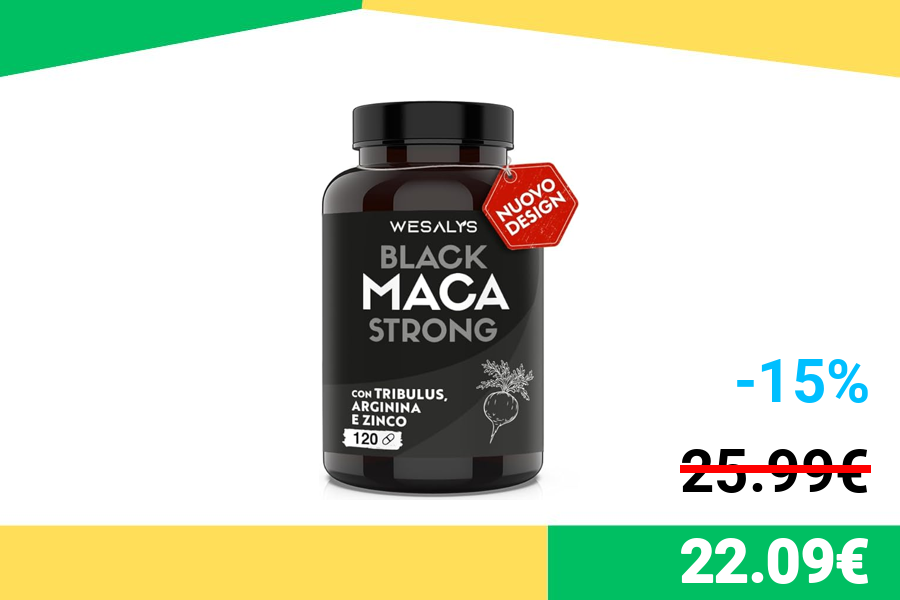 NUOVO
DESIGN
WESALYS
BLACK
MACA
STRONG
CON TRIBULUS,
ARGININA
E ZINCO
120
-15%
25.99€
22.09€